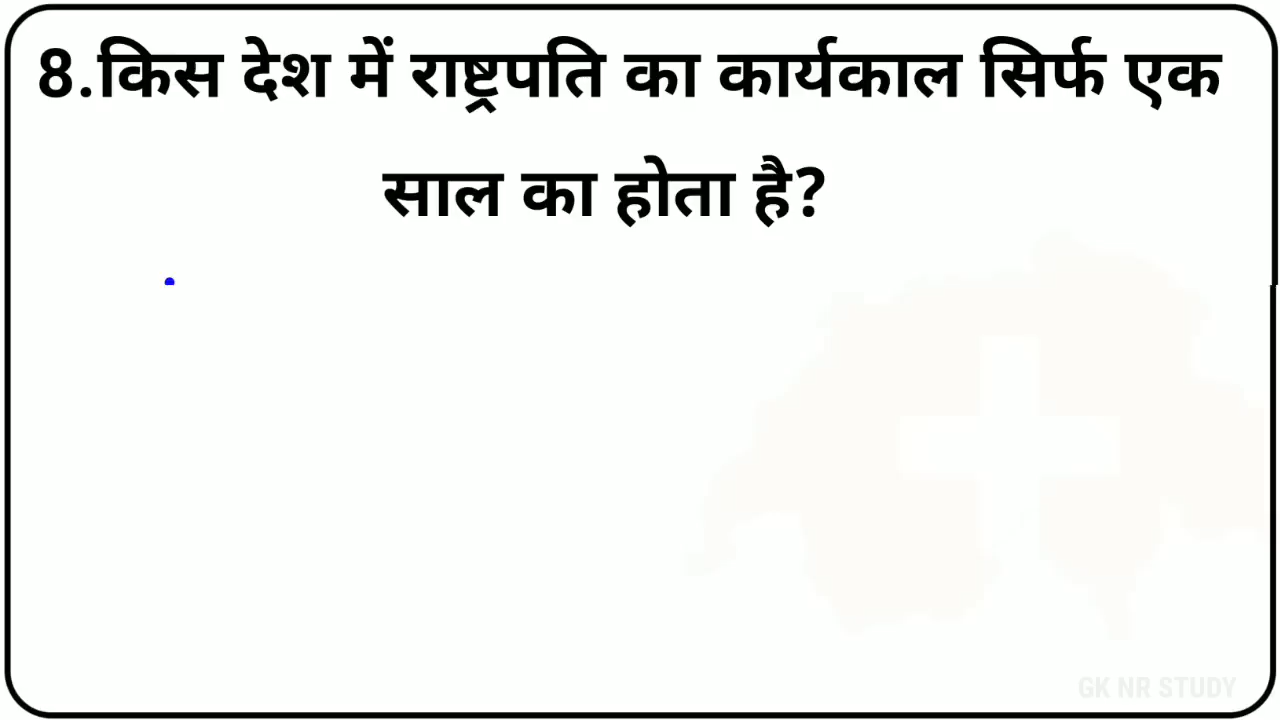 8.किस देश में राष्ट्रपति का कार्यकाल सिर्फ एक
साल का होता है?
GK NR STUDY